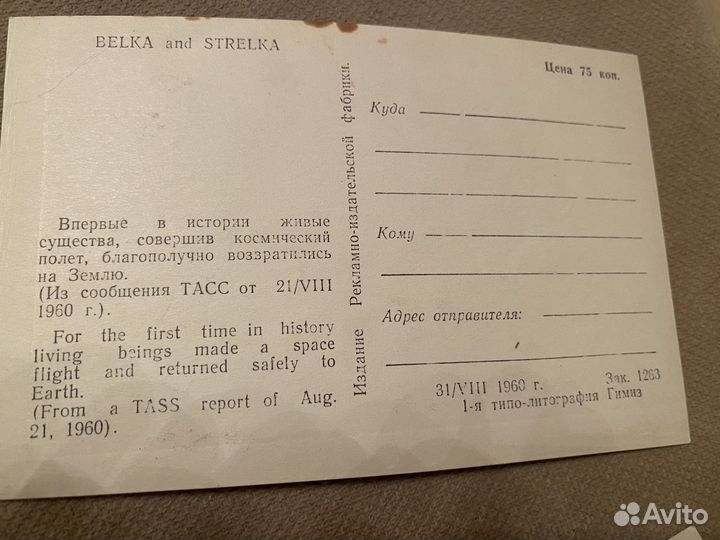 BELKA and STRELKA
Впервые в истории живые
существа, совершив космический
полет, благополучно возвратились
на Землю.
(Из сообщения ТАСС от 21/VIII
1960 г.).
For the first time in history
living beings made a space
flight and returned safely to
Earth.
(From a TASS report of Aug.
21, 1960).
Издание Рекламно-издательской фабрики.
Цена 75 коп.
Куда
Кому
Адрес отправителя:
31/VIII 1960 г. Зак. 1263
1-я типо-литография Гимиз
Avito